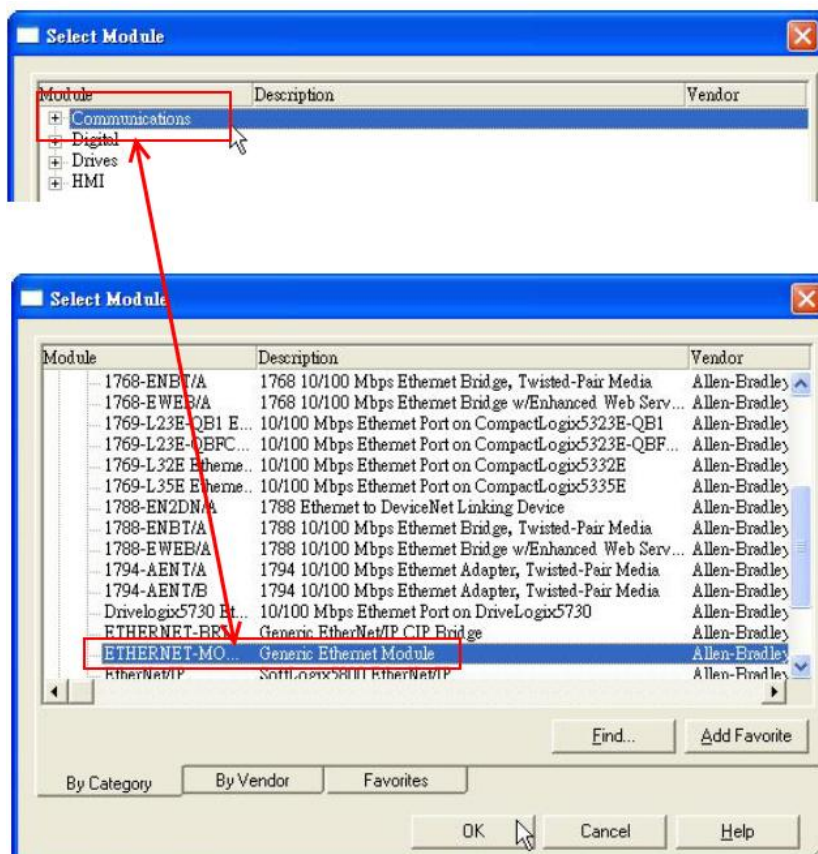 Select Module
Module Description Vendor
Communications
Digital
Drives
HMI
Select Module
Module Description Vendor
1768-ENBT/A 1768 10/100 Mbps Ethernet Bridge, Twisted-Pair Media Allen-Bradley
1768-EWEB/A 1768 10/100 Mbps Ethernet Bridge w/Enhanced Web Serv... Allen-Bradley
1769-L23E-QB1 E... 10/100 Mbps Ethernet Port on CompactLogix5323E-QB1 Allen-Bradley
1769-L23E-QBFC... 10/100 Mbps Ethernet Port on CompactLogix5323E-QBF... Allen-Bradley
1769-L32E Etherne... 10/100 Mbps Ethernet Port on CompactLogix5332E Allen-Bradley
1769-L35E Etherne... 10/100 Mbps Ethernet Port on CompactLogix5335E Allen-Bradley
1788-EN2DN/A 1788 Ethernet to DeviceNet Linking Device Allen-Bradley
1788-ENBT/A 1788 10/100 Mbps Ethernet Bridge, Twisted-Pair Media Allen-Bradley
1788-EWEB/A 1788 10/100 Mbps Ethernet Bridge w/Enhanced Web Serv... Allen-Bradley
1794-AENT/A 1794 10/100 Mbps Ethernet Adapter, Twisted-Pair Media Allen-Bradley
1794-AENT/B 1794 10/100 Mbps Ethernet Adapter, Twisted-Pair Media Allen-Bradley
Drivelogix5730 Et... 10/100 Mbps Ethernet Port on DriveLogix5730 Allen-Bradley
ETHERNET-BRI... Generic EtherNet/IP CIP Bridge Allen-Bradley
ETHERNET-MO... Generic Ethernet Module Allen-Bradley
EtherNet/IP SoftLogix5800 EtherNet/IP Allen-Bradley
Find... Add Favorite
By Category By Vendor Favorites
OK Cancel Help